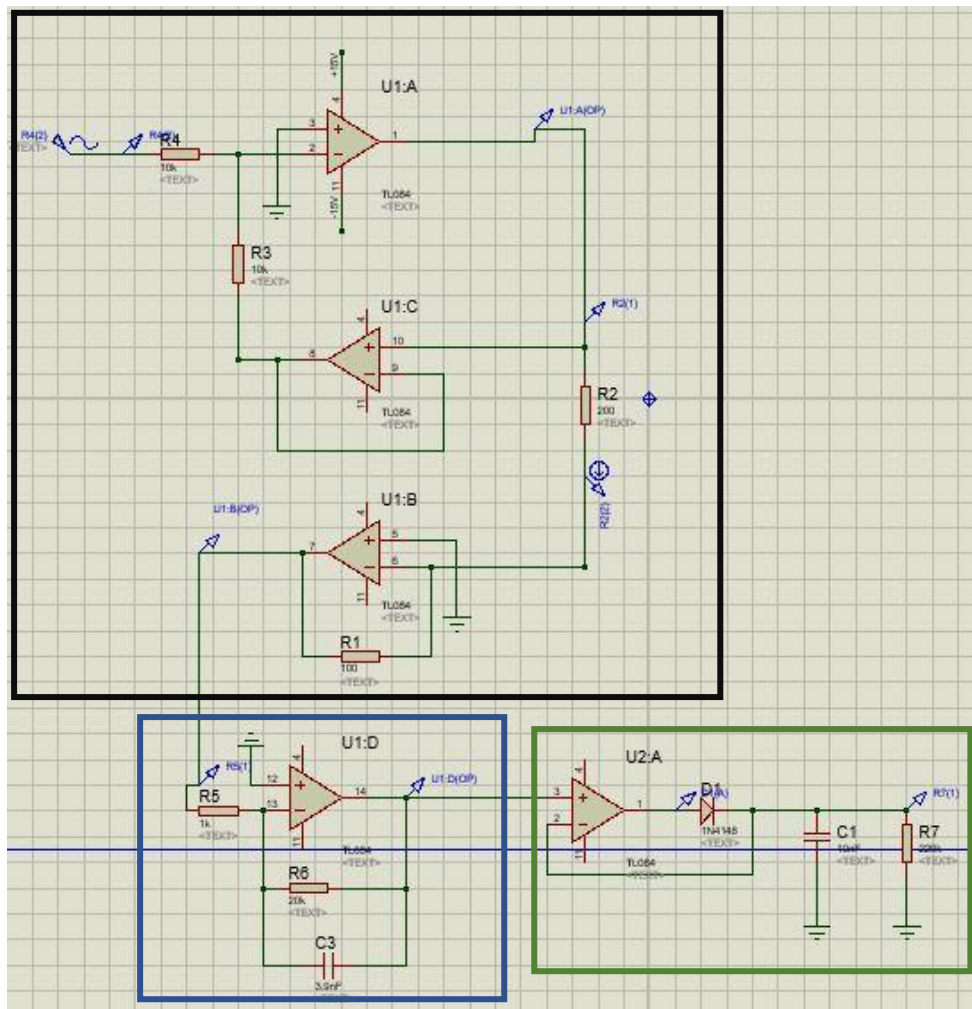 +15V
U1:A
4
3
+
1
U1:A(OP)
R4(2)
R4
<TEXT>
2
-
10k
<TEXT>
11
-15V
TL084
<TEXT>
R3
10k
<TEXT>
U1:C
R2(1)
4
8
+
10
-
9
R2
200
<TEXT>
11
TL084
<TEXT>
U1:B
R2(2)
U1:B(OP)
4
7
+
5
-
6
11
TL084
<TEXT>
R1
100
<TEXT>
U1:D
U2:A
R5(1)
4
12
+
14
U1:D(OP)
R5
13
-
1k
<TEXT>
11
TL084
<TEXT>
4
3
+
1
D1
R7(1)
2
-
1N4148
<TEXT>
C1
10nF
<TEXT>
R7
220k
<TEXT>
11
TL084
<TEXT>
R6
20k
<TEXT>
C3
3.9nF
<TEXT>